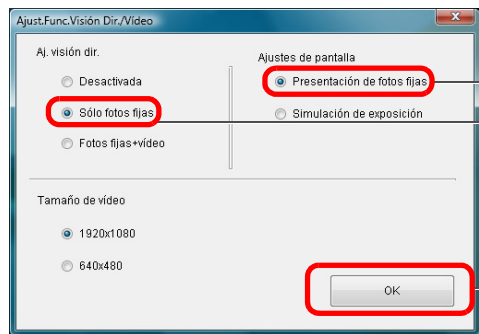 Ajust.Func.Visión Dir./Vídeo
Aj. visión dir.
Desactivada
Sólo fotos fijas
Fotos fijas+vídeo
Ajustes de pantalla
Presentación de fotos fijas
Simulación de exposición
Tamaño de vídeo
1920x1080
640x480
OK